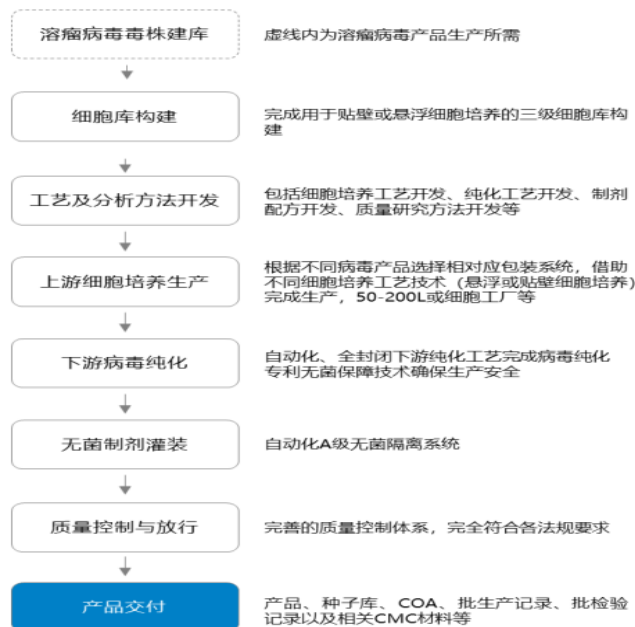 溶瘤病毒毒株建库
虚线内为溶瘤病毒产品生产所需
细胞库构建
完成用于贴壁或悬浮细胞培养的三级细胞库构
建
工艺及分析方法开发
包括细胞培养工艺开发、纯化工艺开发、制剂
配方开发、质量研究方法开发等
上游细胞培养生产
根据不同病毒产品选择相对应包装系统，借助
不同细胞培养工艺技术（悬浮或贴壁细胞培养）
完成生产，50-200L或细胞工厂等
下游病毒纯化
自动化、全封闭下游纯化工艺完成病毒纯化
专利无菌保障技术确保生产安全
无菌制剂灌装
自动化A级无菌隔离系统
质量控制与放行
完善的质量控制体系，完全符合各法规要求
产品交付
产品、种子库、COA、批生产记录、批检验
记录以及相关CMC材料等